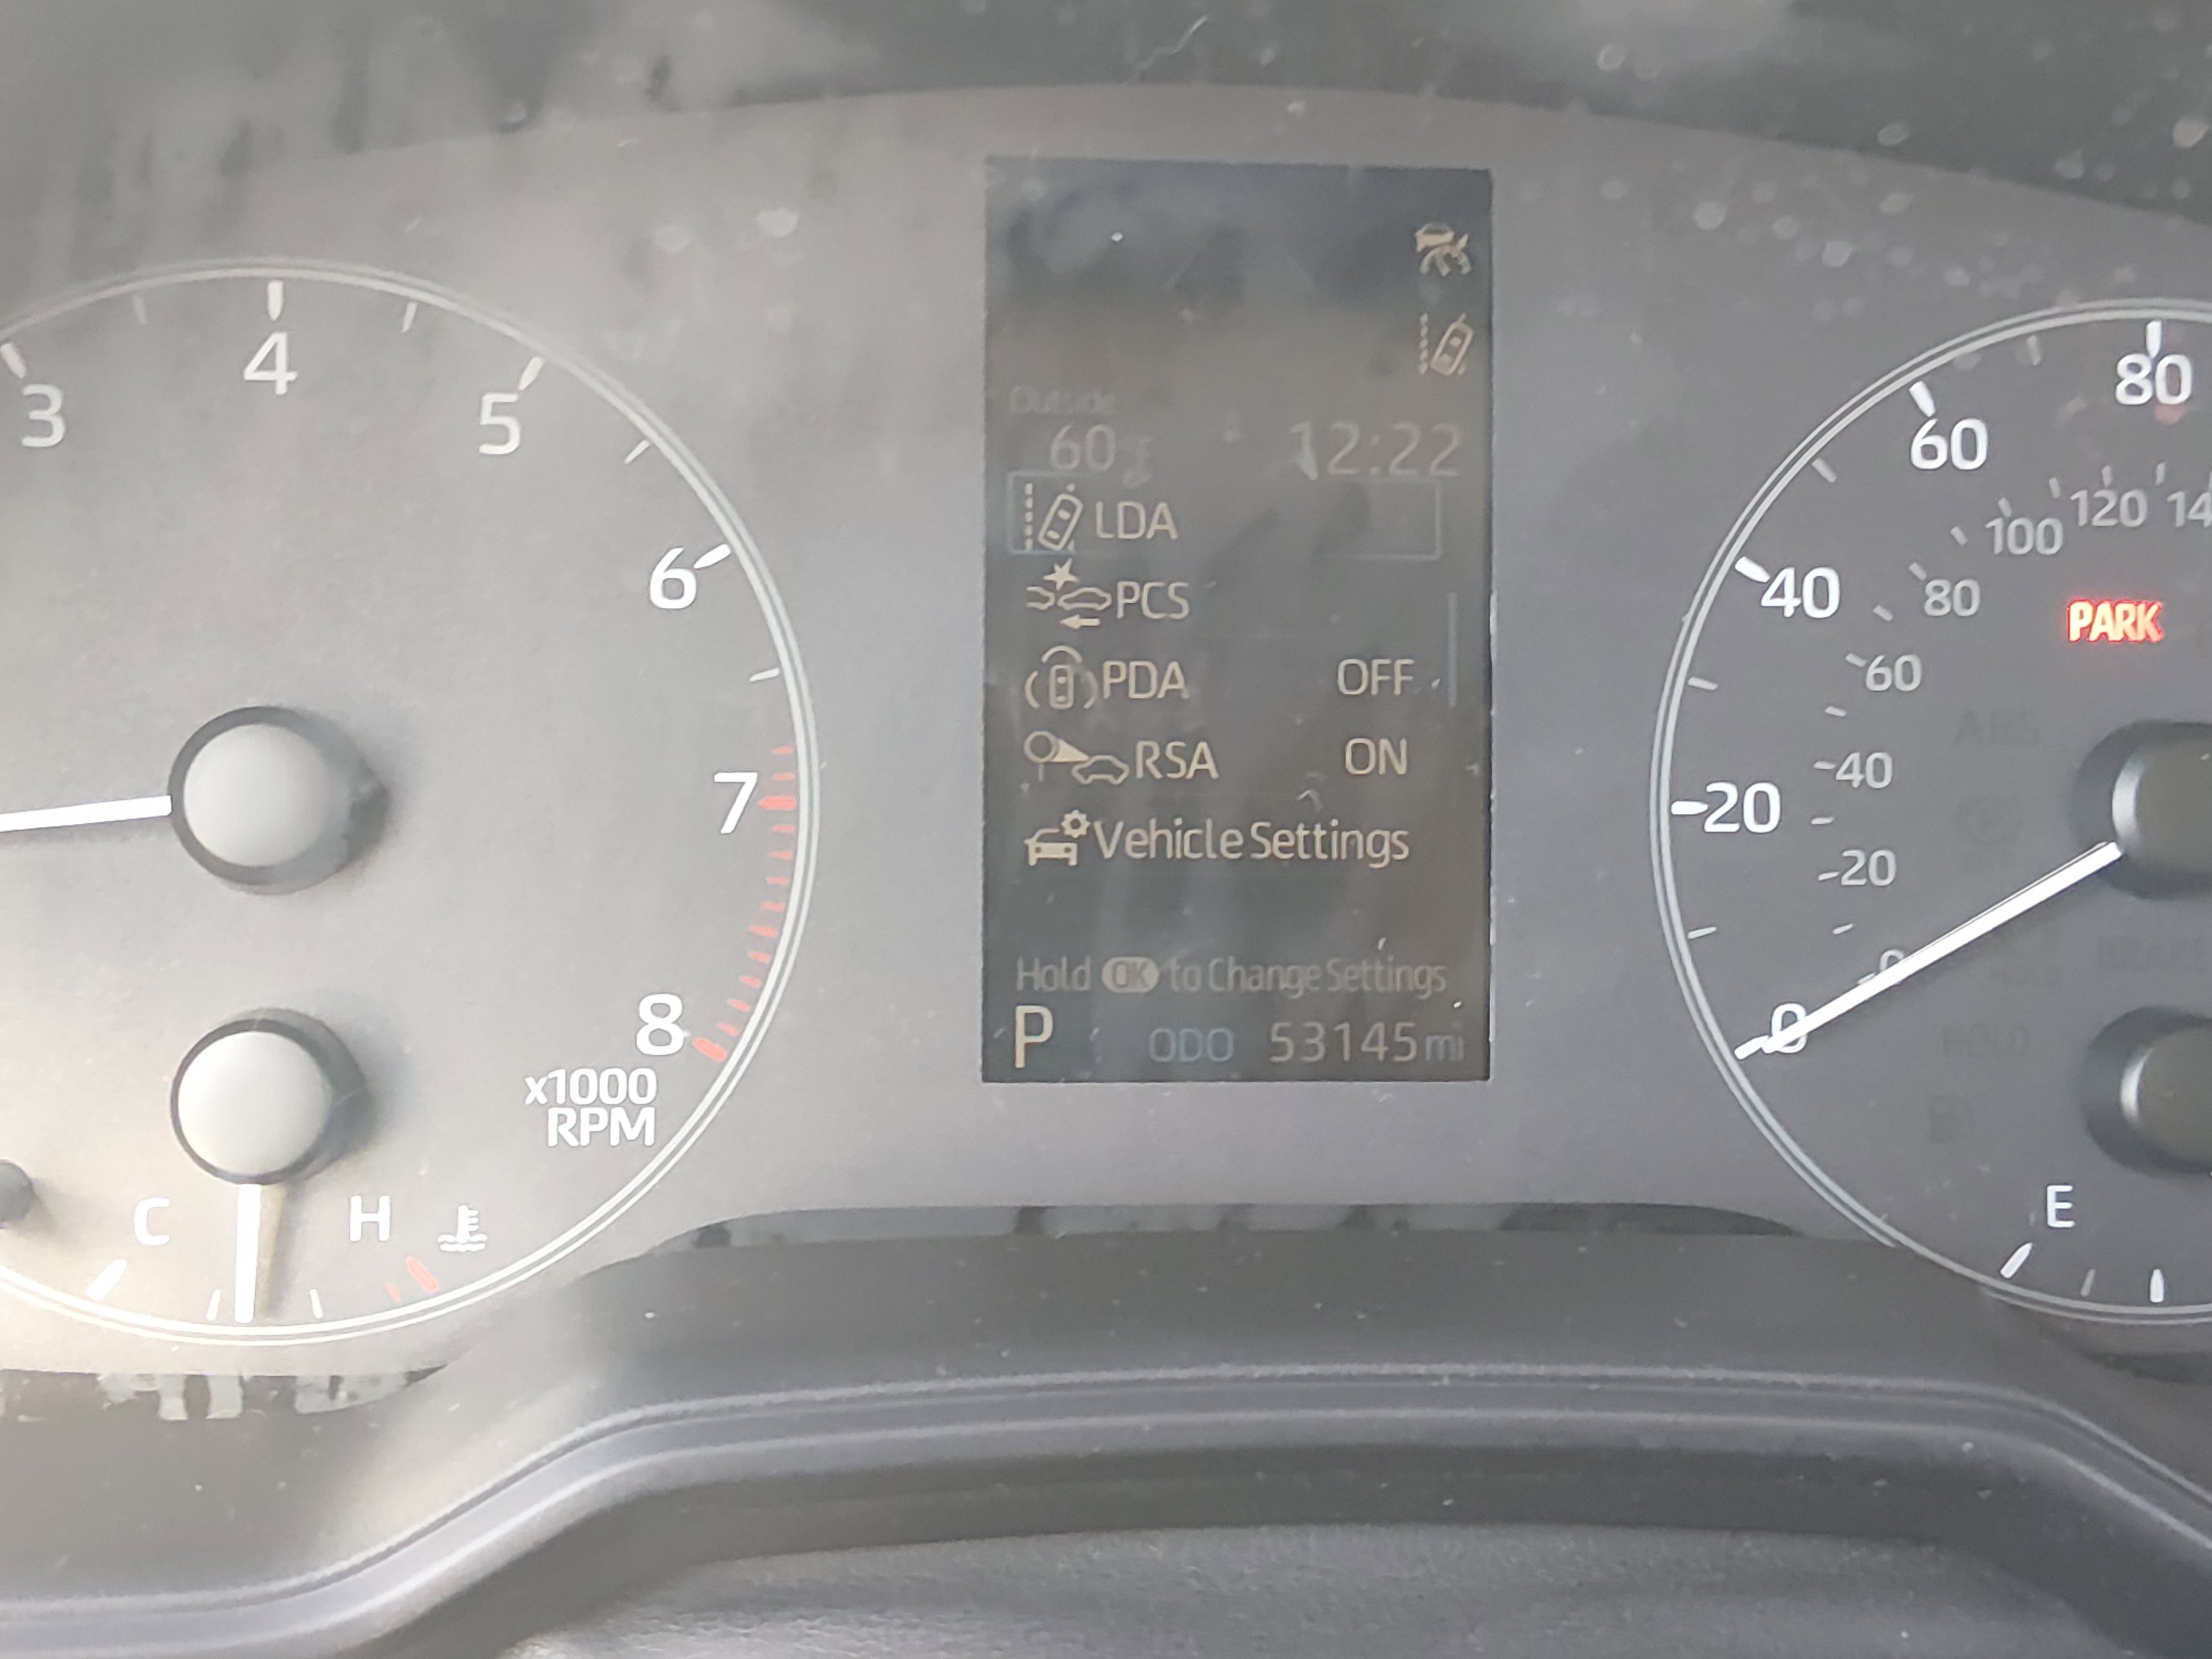 3
4
5
6
7
8
x1000
RPM
C
H
Outside
60°F
12:22
LDA
PCS
PDA OFF
RSA ON
Vehicle Settings
Hold OK to Change Settings
P ODO 53145 mi
80
60
40
20
0
120
100
80
60
40
20
0
PARK
ABS
E